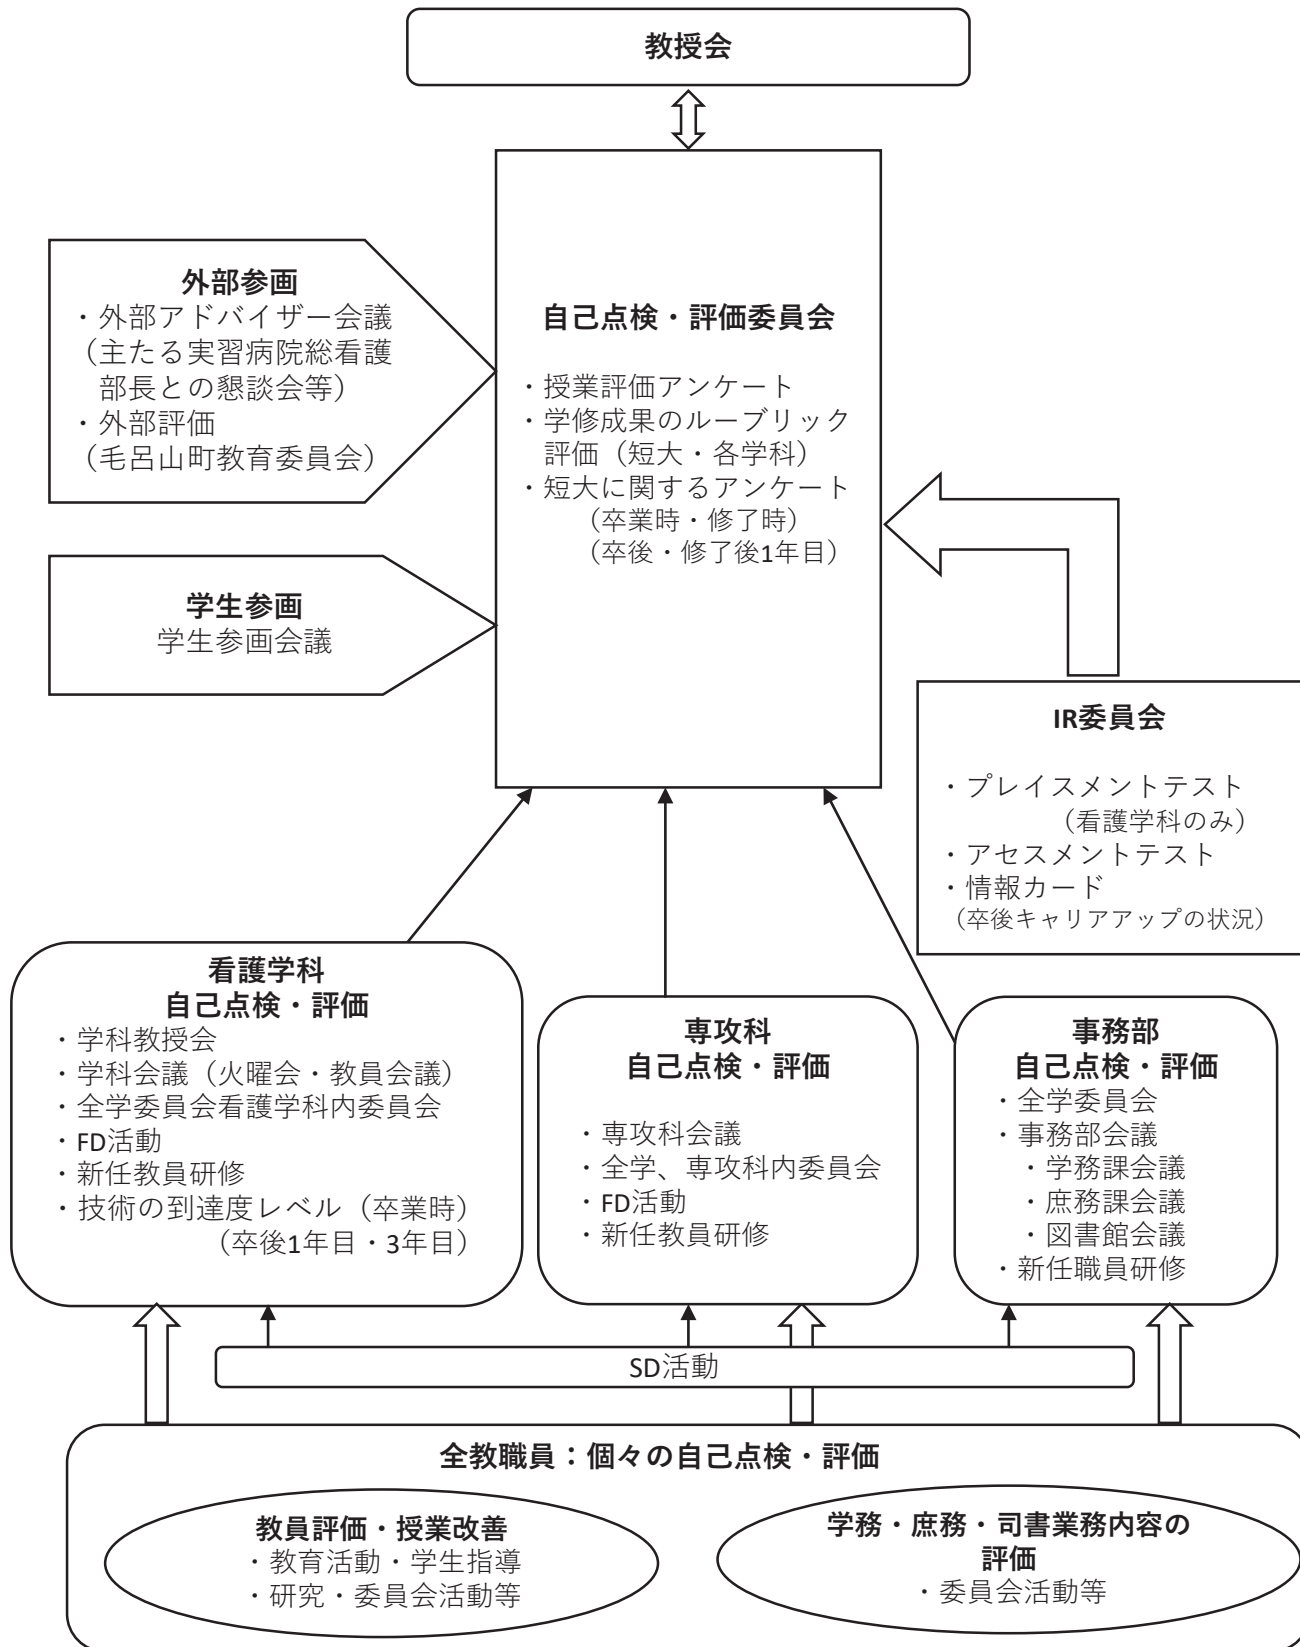 教授会
外部参画
・外部アドバイザー会議
（主たる実習病院総看護
部長との懇談会等）
・外部評価
（毛呂山町教育委員会）
学生参画
学生参画会議
自己点検・評価委員会
・授業評価アンケート
・学修成果のルーブリック
評価（短大・各学科）
・短大に関するアンケート
（卒業時・修了時）
（卒後・修了後1年目）
IR委員会
・プレイスメントテスト
（看護学科のみ）
・アセスメントテスト
・情報カード
（卒後キャリアアップの状況）
看護学科
自己点検・評価
・学科教授会
・学科会議（火曜会・教員会議）
・全学委員会看護学科内委員会
・FD活動
・新任教員研修
・技術の到達度レベル（卒業時）
（卒後1年目・3年目）
専攻科
自己点検・評価
・専攻科会議
・全学、専攻科内委員会
・FD活動
・新任教員研修
事務部
自己点検・評価
・全学委員会
・事務部会議
・学務課会議
・庶務課会議
・図書館会議
・新任職員研修
SD活動
全教職員：個々の自己点検・評価
教員評価・授業改善
・教育活動・学生指導
・研究・委員会活動等
学務・庶務・司書業務内容の
評価
・委員会活動等